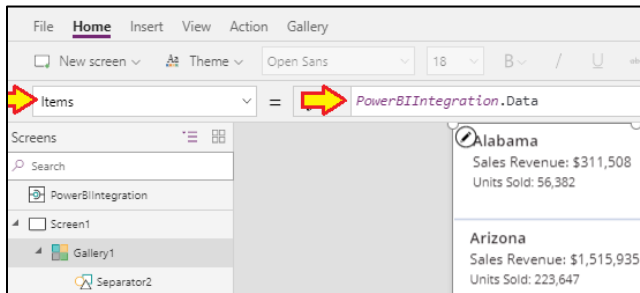 File Home Insert View Action Gallery
New screen Aa Theme Open Sans 18 B / U
Items = PowerBIIntegration.Data
Screens
Search
PowerBIIntegration
Screen1
Gallery1
Separator2
Alabama
Sales Revenue: $311,508
Units Sold: 56,382
Arizona
Sales Revenue: $1,515,935
Units Sold: 223,647